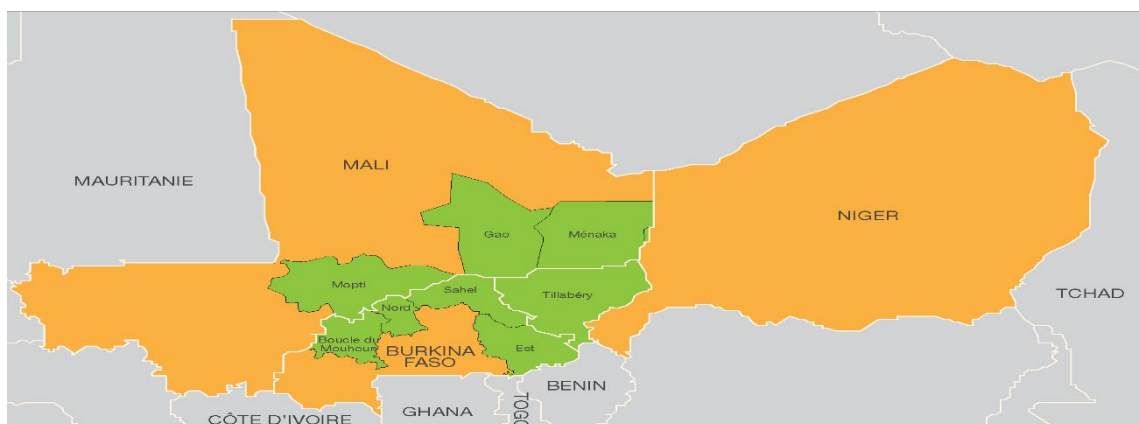 MALI
MAURITANIE
NIGER
Gao
Ménaka
Mopti
Sahel
Tillabéry
TCHAD
Nord
Boucle du
Mouhoun
BURKINA
FASO
Est
BENIN
CÔTE D'IVOIRE
GHANA
TOGO